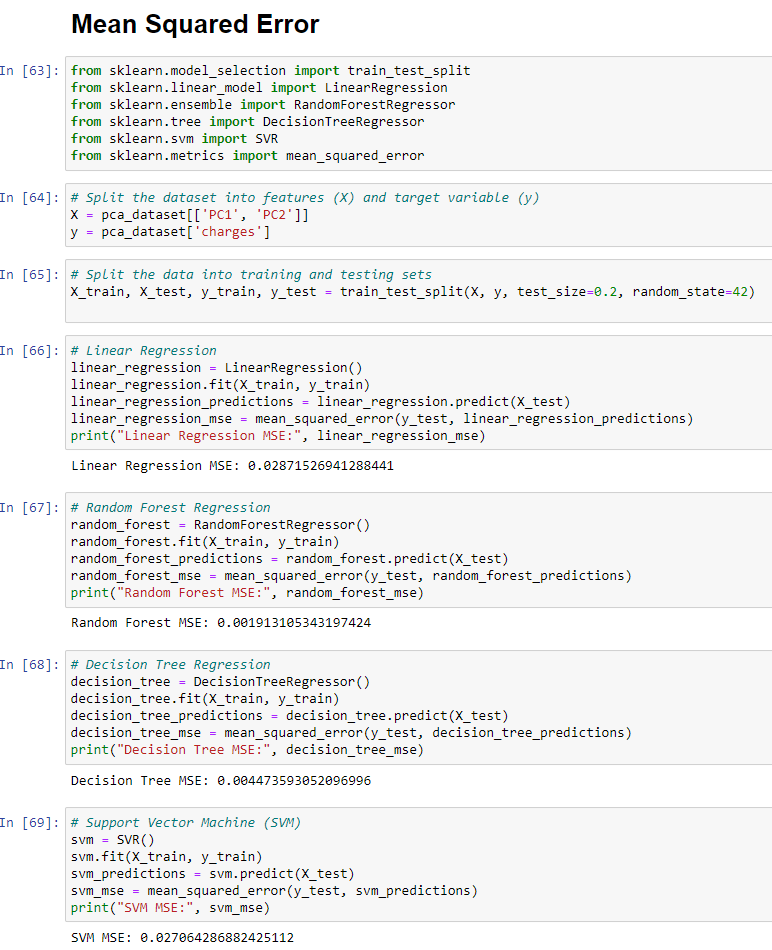 Mean Squared Error
In [63]: from sklearn.model_selection import train_test_split
from sklearn.linear_model import LinearRegression
from sklearn.ensemble import RandomForestRegressor
from sklearn.tree import DecisionTreeRegressor
from sklearn.svm import SVR
from sklearn.metrics import mean_squared_error
In [64]: # Split the dataset into features (X) and target variable (y)
X = pca_dataset[['PC1', 'PC2']]
y = pca_dataset['charges']
In [65]: # Split the data into training and testing sets
X_train, X_test, y_train, y_test = train_test_split(X, y, test_size=0.2, random_state=42)
In [66]: # Linear Regression
linear_regression = LinearRegression()
linear_regression.fit(X_train, y_train)
linear_regression_predictions = linear_regression.predict(X_test)
linear_regression_mse = mean_squared_error(y_test, linear_regression_predictions)
print("Linear Regression MSE:", linear_regression_mse)
Linear Regression MSE: 0.02871526941288441
In [67]: # Random Forest Regression
random_forest = RandomForestRegressor()
random_forest.fit(X_train, y_train)
random_forest_predictions = random_forest.predict(X_test)
random_forest_mse = mean_squared_error(y_test, random_forest_predictions)
print("Random Forest MSE:", random_forest_mse)
Random Forest MSE: 0.001913105343197424
In [68]: # Decision Tree Regression
decision_tree = DecisionTreeRegressor()
decision_tree.fit(X_train, y_train)
decision_tree_predictions = decision_tree.predict(X_test)
decision_tree_mse = mean_squared_error(y_test, decision_tree_predictions)
print("Decision Tree MSE:", decision_tree_mse)
Decision Tree MSE: 0.004473593052096996
In [69]: # Support Vector Machine (SVM)
svm = SVR()
svm.fit(X_train, y_train)
svm_predictions = svm.predict(X_test)
svm_mse = mean_squared_error(y_test, svm_predictions)
print("SVM MSE:", svm_mse)
SVM MSE: 0.027064286882425112